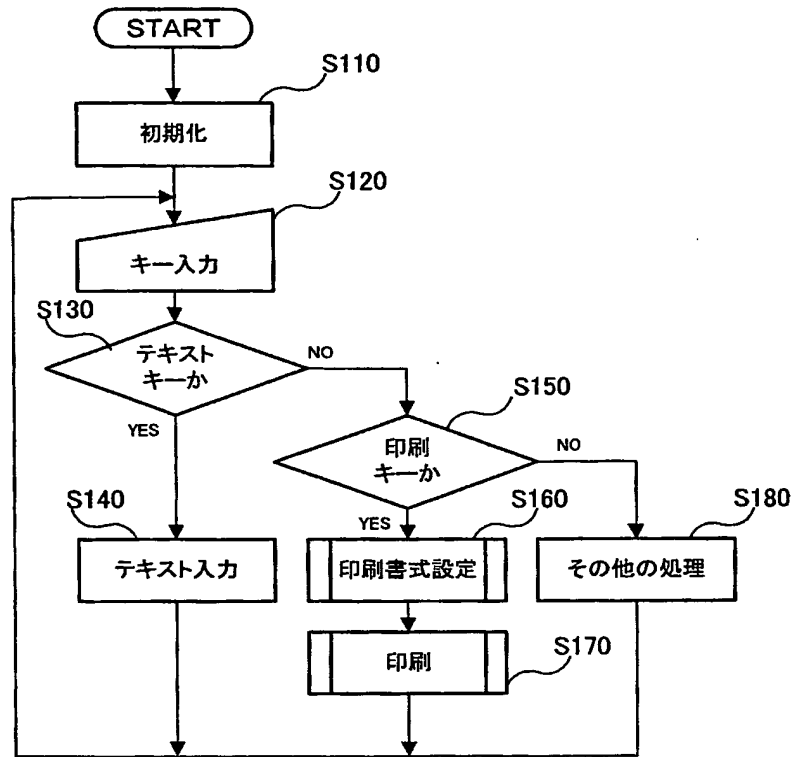 START
S110
初期化
S120
キー入力
S130
テキスト
キーか
NO
YES
S150
印刷
キーか
NO
YES
S140
テキスト入力
S160
印刷書式設定
S180
その他の処理
S170
印刷